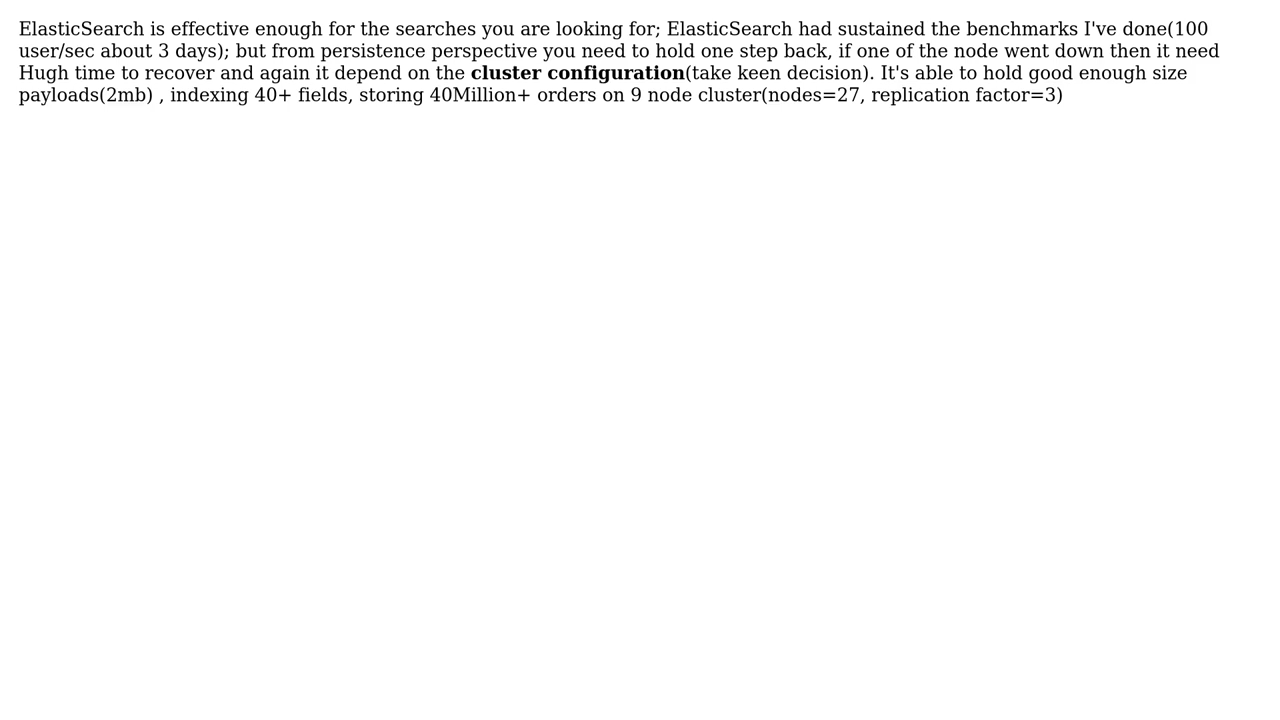 ElasticSearch is effective enough for the searches you are looking for; ElasticSearch had sustained the benchmarks I've done(100
user/sec about 3 days); but from persistence perspective you need to hold one step back, if one of the node went down then it need
Hugh time to recover and again it depend on the cluster configuration(take keen decision). It's able to hold good enough size
payloads(2mb) , indexing 40+ fields, storing 40Million+ orders on 9 node cluster(nodes=27, replication factor=3)